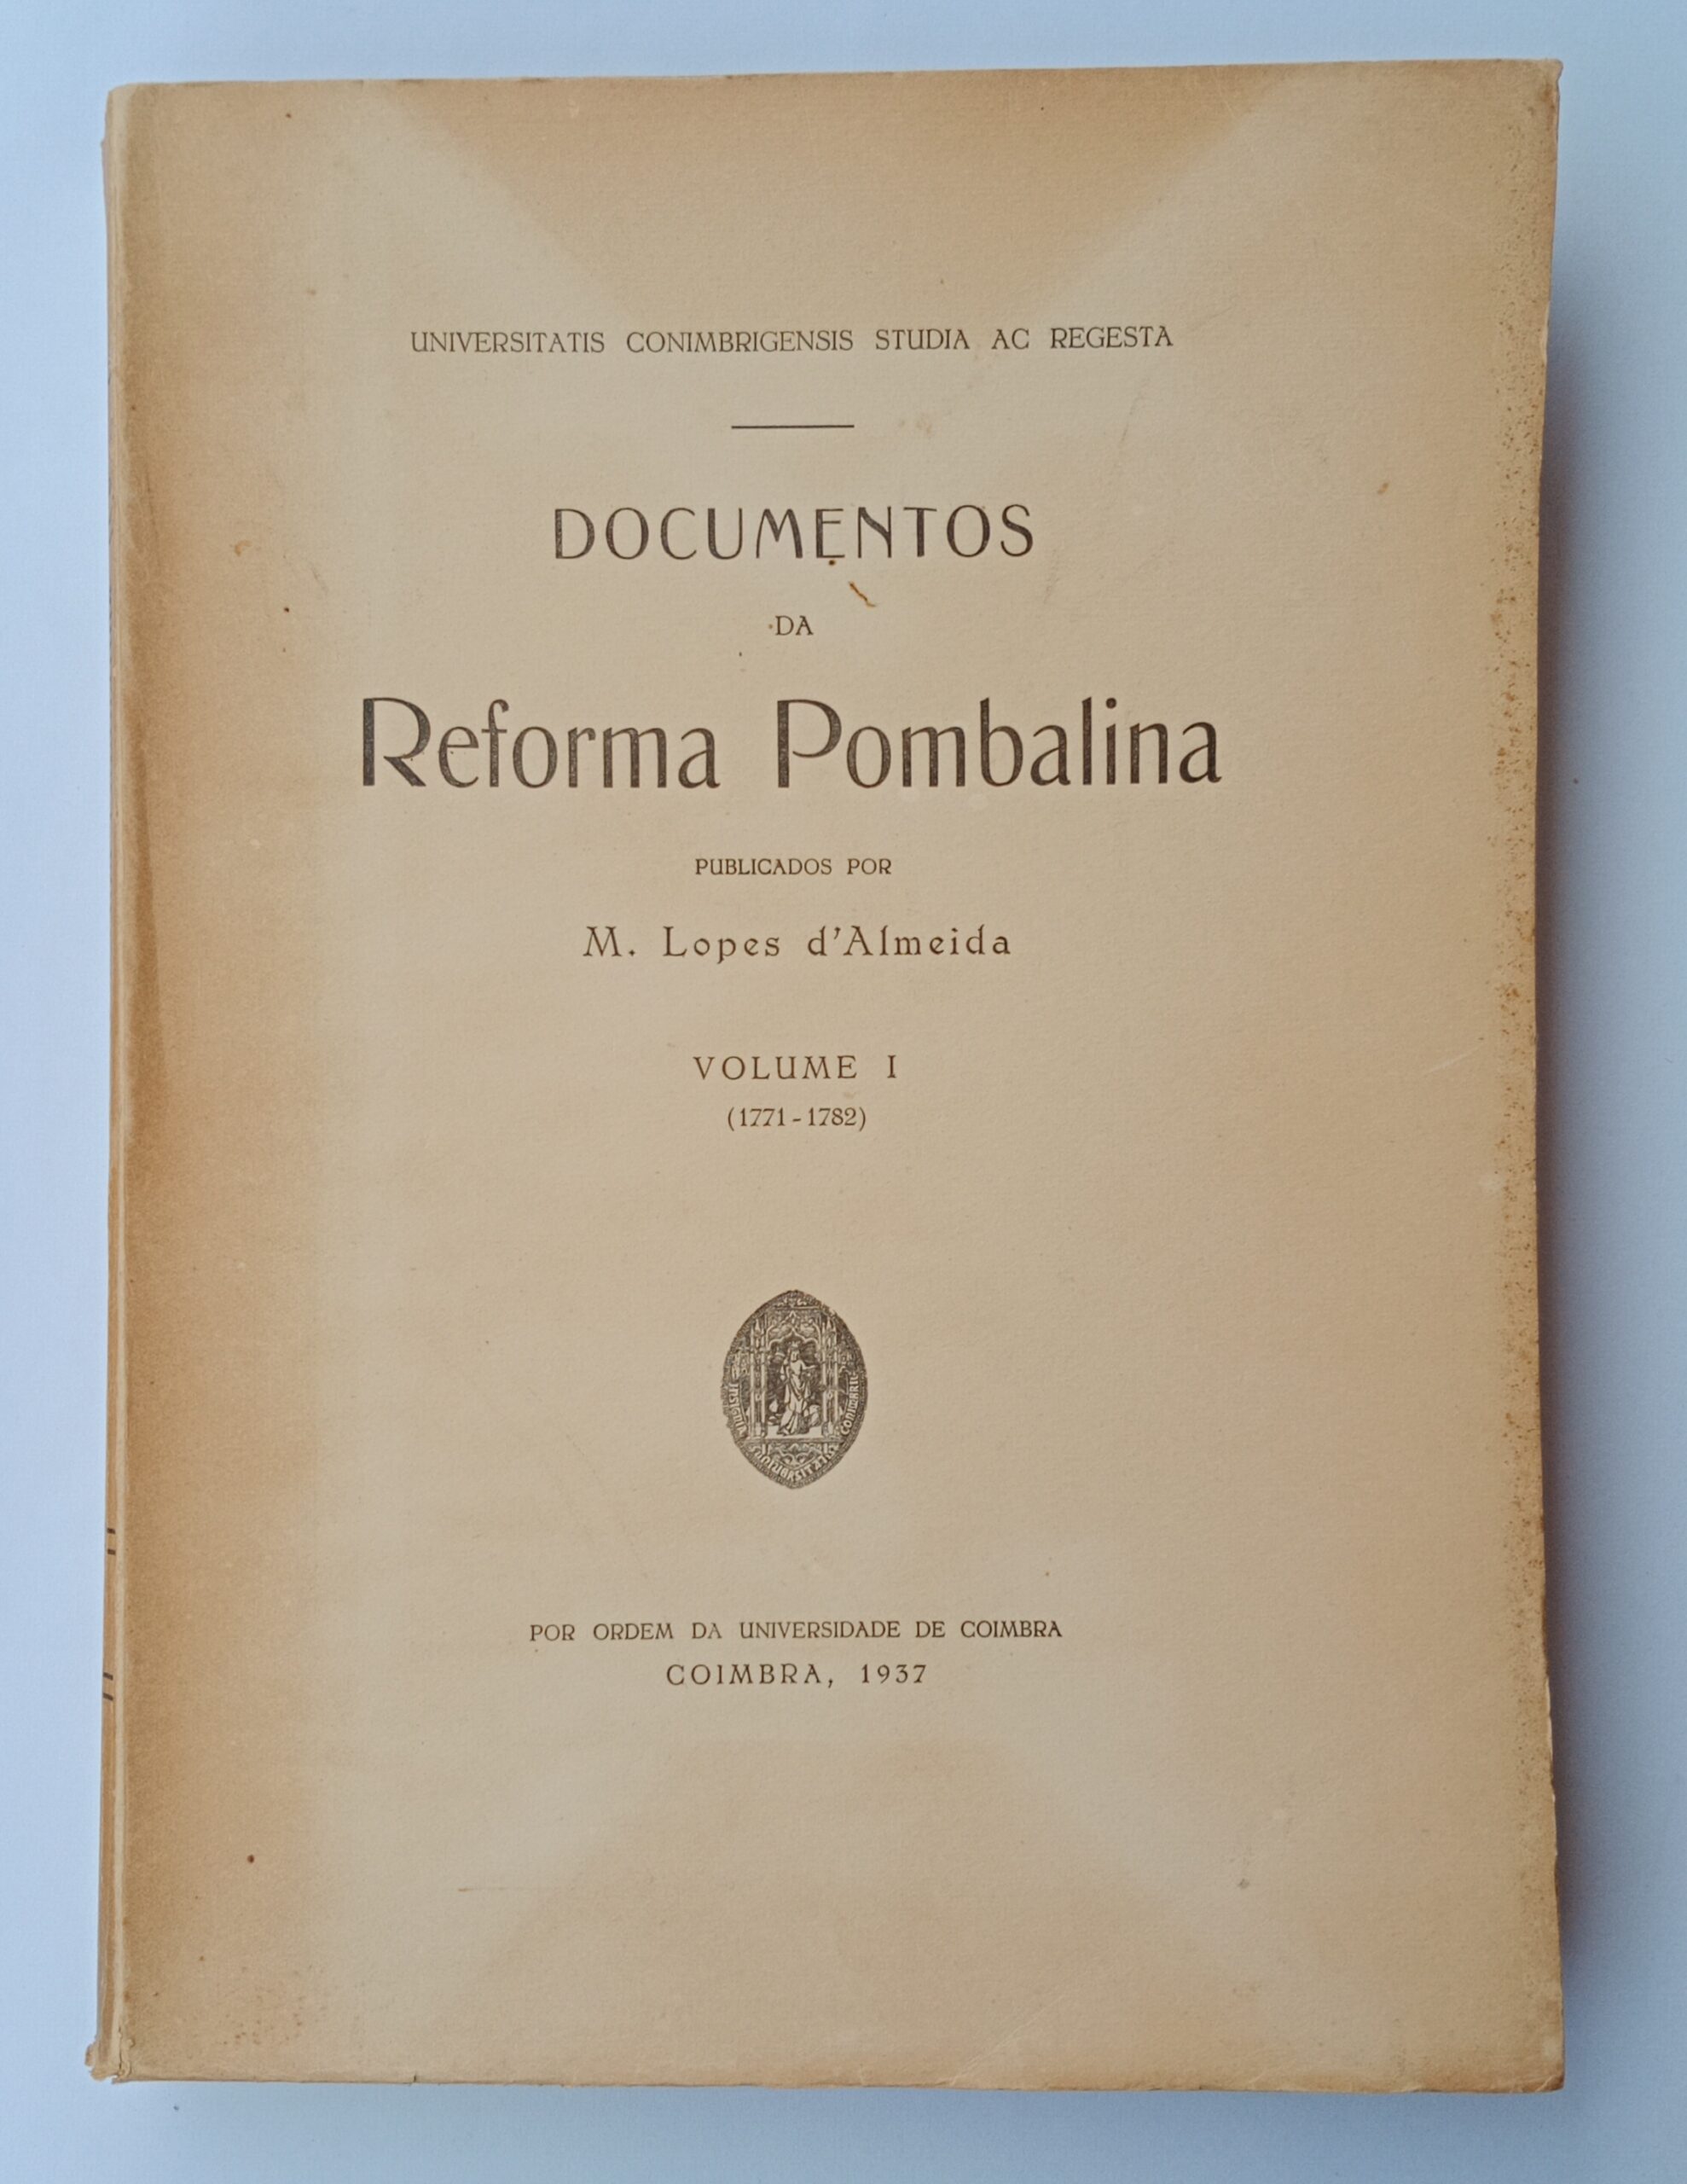 UNIVERSITATIS CONIMBRIGENSIS STUDIA AC REGESTA
DOCUMENTOS
DA
Reforma Pombalina
PUBLICADOS POR
M. Lopes d'Almeida
VOLUME I
(1771-1782)
POR ORDEM DA UNIVERSIDADE DE COIMBRA
COIMBRA, 1937